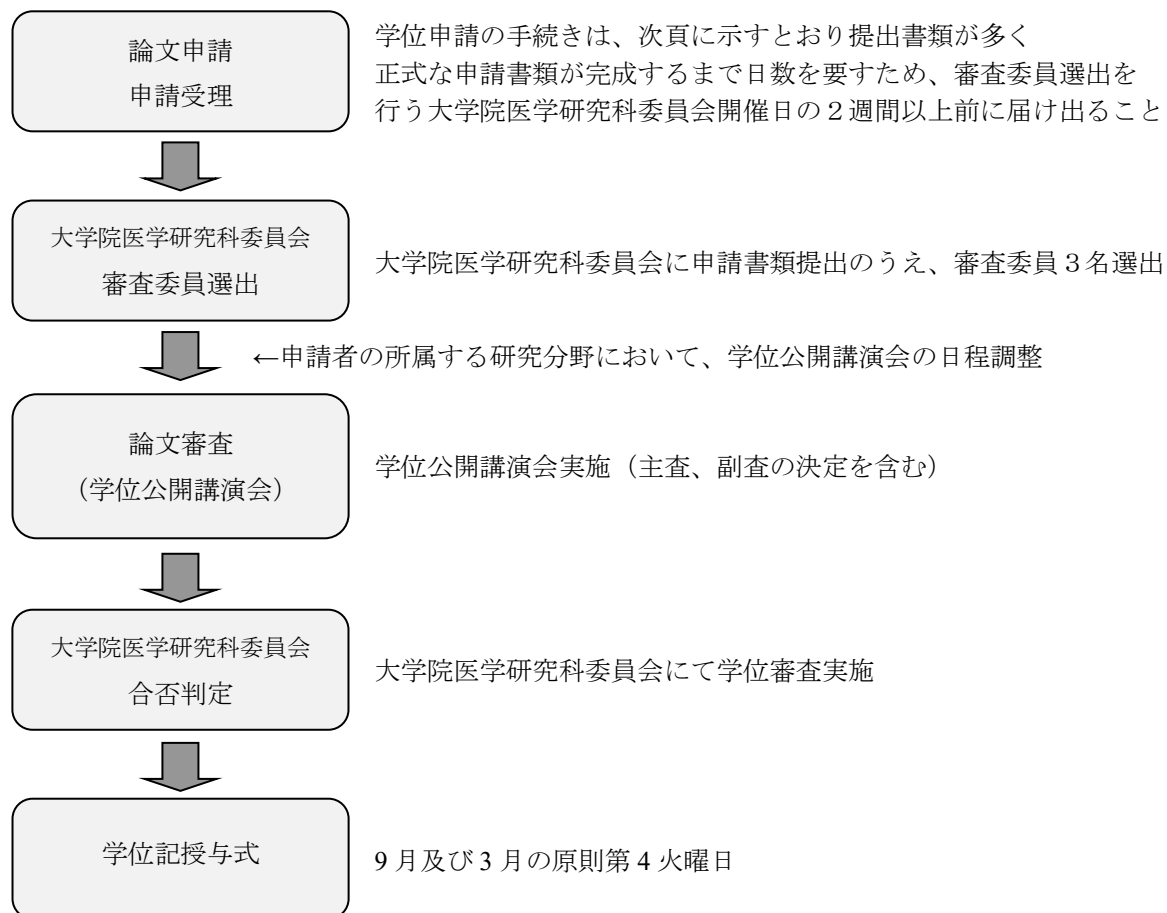 論文申請
申請受理
学位申請の手続きは、次頁に示すとおり提出書類が多く
正式な申請書類が完成するまで日数を要すため、審査委員選出を
行う大学院医学研究科委員会開催日の２週間以上前に届け出ること
大学院医学研究科委員会
審査委員選出
大学院医学研究科委員会に申請書類提出のうえ、審査委員３名選出
←申請者の所属する研究分野において、学位公開講演会の日程調整
論文審査
（学位公開講演会）
学位公開講演会実施（主査、副査の決定を含む）
大学院医学研究科委員会
合否判定
大学院医学研究科委員会にて学位審査実施
学位記授与式
9 月及び 3 月の原則第 4 火曜日